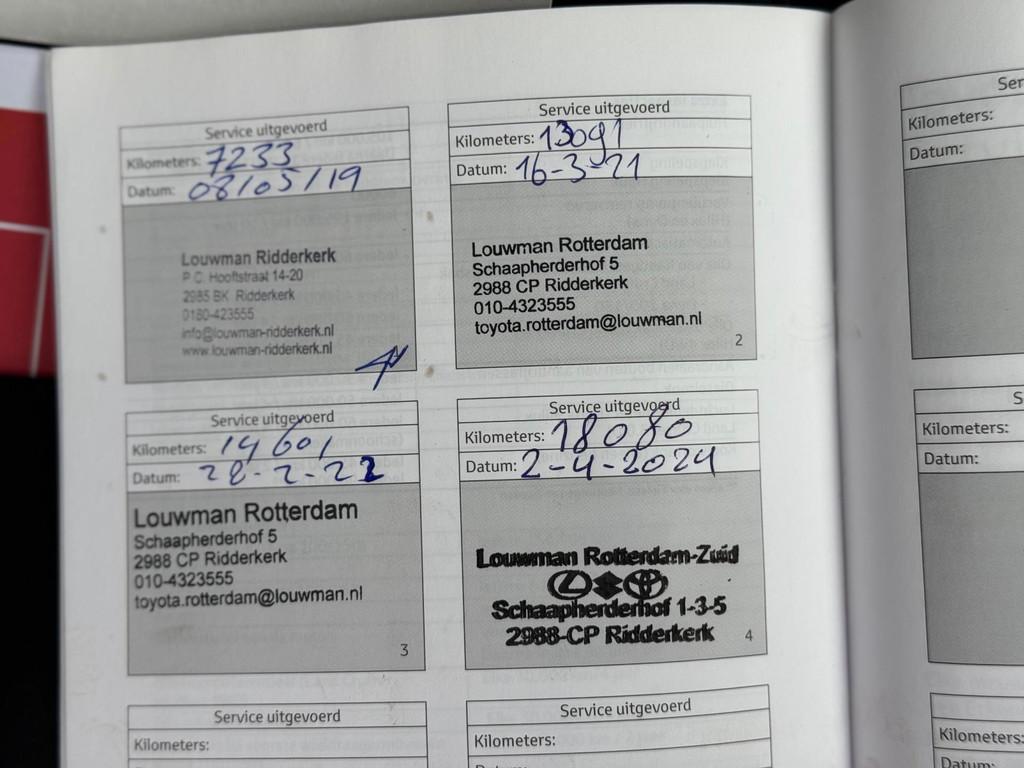 Service uitgevoerd
Kilometers: 7233
Datum: 08/05/19
Louwman Ridderkerk
P.C. Hooftstraat 14-20
2985 BK Ridderkerk
0180-423555
info@louwman-ridderkerk.nl
www.louwman-ridderkerk.nl
Service uitgevoerd
Kilometers: 13091
Datum: 16-3-21
Louwman Rotterdam
Schaapherderhof 5
2988 CP Ridderkerk
010-4323555
toyota.rotterdam@louwman.nl
2
Service uitgevoerd
Kilometers: 14601
Datum: 28-2-22
Louwman Rotterdam
Schaapherderhof 5
2988 CP Ridderkerk
010-4323555
toyota.rotterdam@louwman.nl
3
Service uitgevoerd
Kilometers: 18080
Datum: 2-4-2024
Louwman Rotterdam-Zuid
Schaapherderhof 1-3-5
2988-CP Ridderkerk
4
Service uitgevoerd
Kilometers:
Service uitgevoerd
Kilometers:
Ser
Kilometers:
Datum:
S
Kilometers:
Datum:
Kilometers:
Datum: